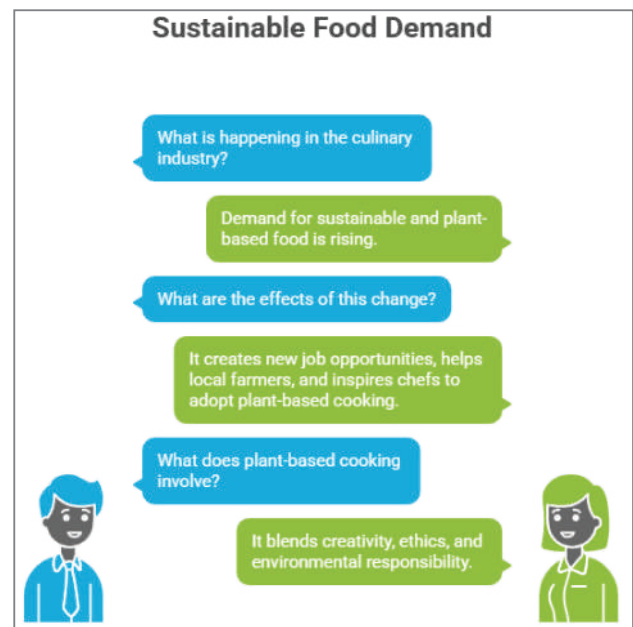 Sustainable Food Demand
What is happening in the culinary
industry?
Demand for sustainable and plant-
based food is rising.
What are the effects of this change?
It creates new job opportunities, helps
local farmers, and inspires chefs to
adopt plant-based cooking.
What does plant-based cooking
involve?
It blends creativity, ethics, and
environmental responsibility.